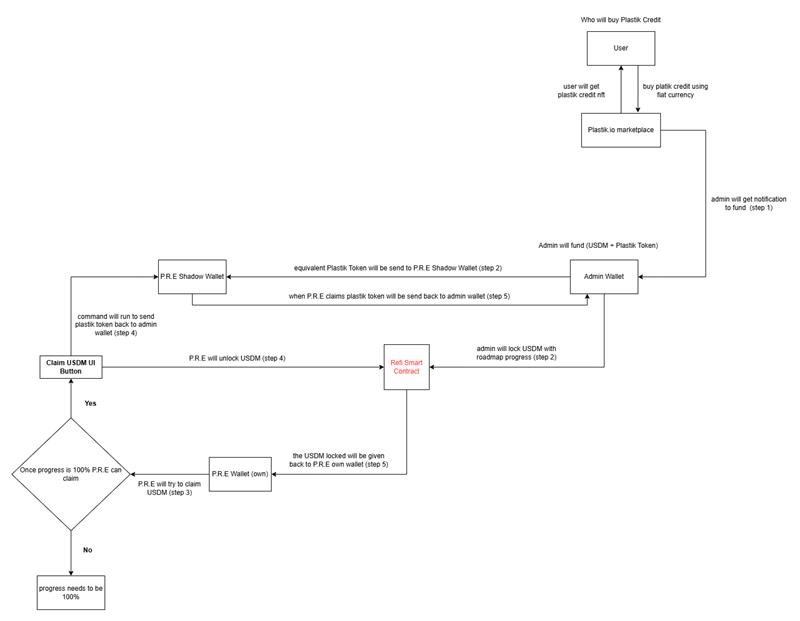 Who will buy Plastik Credit
User
user will get
plastik credit nft
buy platik credit using
fiat currency
Plastik.io marketplace
admin will get notification
to fund (step 1)
Admin will fund (USDM + Plastik Token)
P.R.E Shadow Wallet
equivalent Plastik Token will be send to P.R.E Shadow Wallet (step 2)
Admin Wallet
when P.R.E claims plastik token will be send back to admin wallet (step 5)
command will run to send
plastik token back to admin
wallet (step 4)
Claim USDM UI
Button
P.R.E will unlock USDM (step 4)
Refi Smart
Contract
admin will lock USDM with
roadmap progress (step 2)
Yes
Once progress is 100% P.R.E can
claim
the USDM locked will be given
back to P.R.E own wallet (step 5)
P.R.E Wallet (own)
P.R.E will try to claim
USDM (step 3)
No
progress needs to be
100%